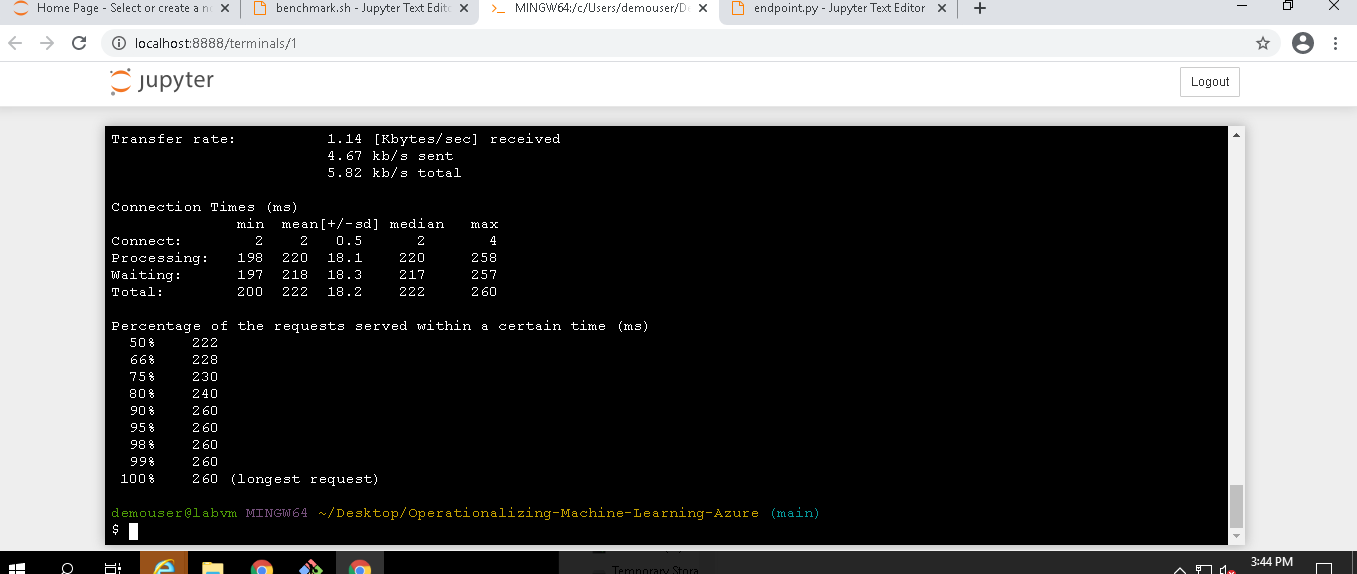 Home Page - Select or create a n
benchmark.sh - Jupyter Text Edito
MINGW64:/c/Users/demouser/De
endpoint.py - Jupyter Text Editor
localhost:8888/terminals/1
jupyter
Logout
Transfer rate: 1.14 [Kbytes/sec] received
4.67 kb/s sent
5.82 kb/s total
Connection Times (ms)
min mean[+/-sd] median max
Connect: 2 2 0.5 2 4
Processing: 198 220 18.1 220 258
Waiting: 197 218 18.3 217 257
Total: 200 222 18.2 222 260
Percentage of the requests served within a certain time (ms)
50% 222
66% 228
75% 230
80% 240
90% 260
95% 260
98% 260
99% 260
100% 260 (longest request)
demouser@labvm MINGW64 ~/Desktop/Operationalizing-Machine-Learning-Azure (main)
$
Temporary Stora
3:44 PM